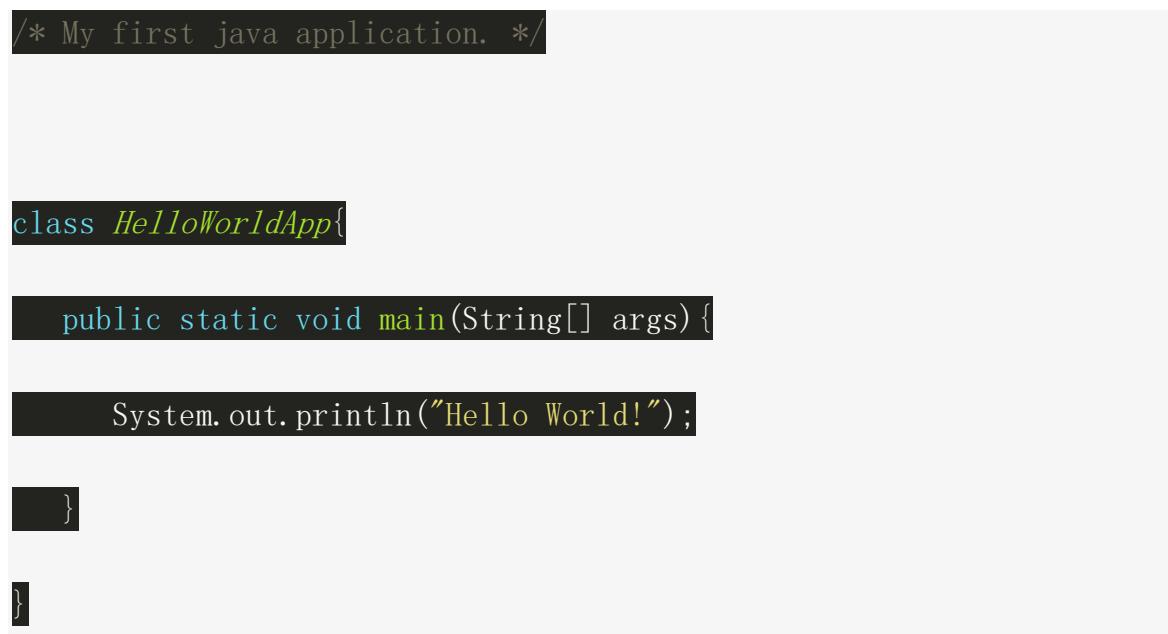 /* My first java application. */
class HelloWorldApp{
   public static void main(String[] args){
      System.out.println("Hello World!");
   }
}